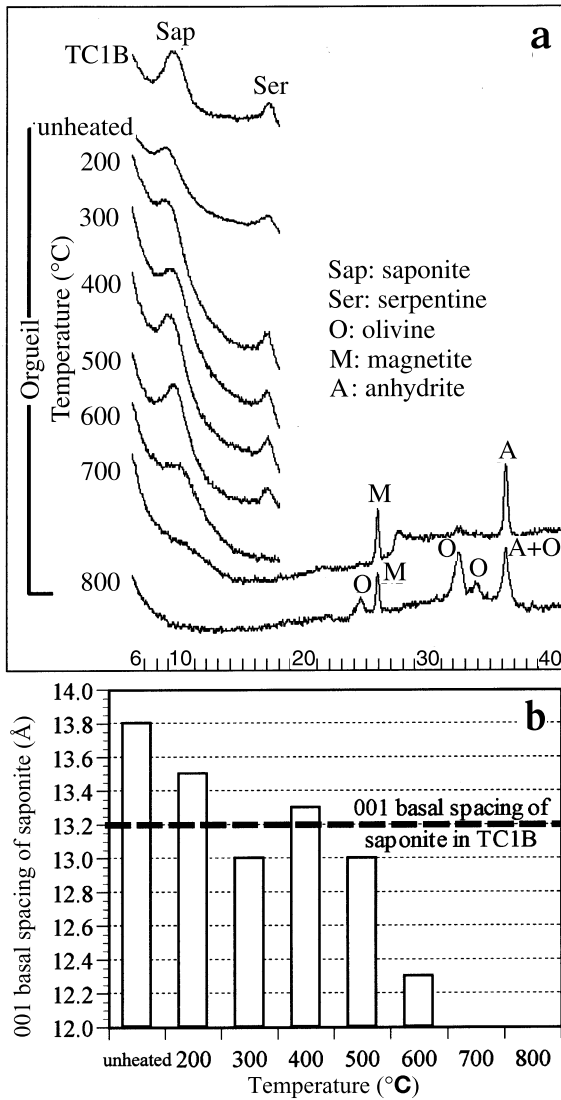 a
Sap
TC1B
Ser
unheated
200
300
400
500
600
700
800
Orgueil
Temperature (°C)
Sap: saponite
Ser: serpentine
O: olivine
M: magnetite
A: anhydrite
A
M
O
A+O
O
M
O
6 10 20 30 40
b
14.0
13.8
13.6
13.4
13.2
13.0
12.8
12.6
12.4
12.2
12.0
001 basal spacing of saponite (Å)
001 basal spacing of
saponite in TC1B
unheated 200 300 400 500 600 700 800
Temperature (°C)